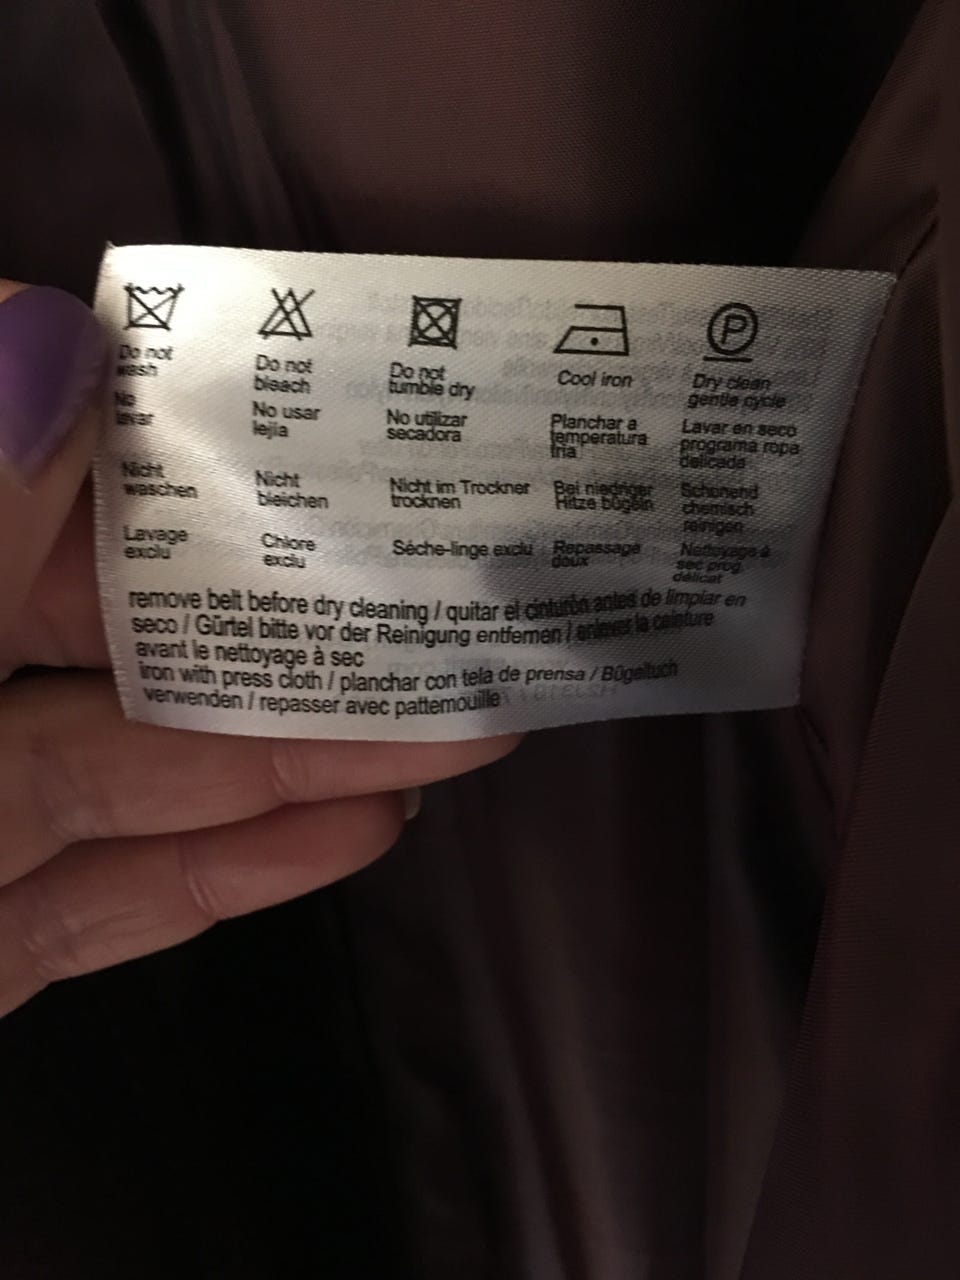 P
Do not
wash
Do not
bleach
Do not
tumble dry
Cool iron
Dry clean
gentle cycle
No
lavar
No usar
lejia
No utilizar
secadora
Planchar a
temperatura
fria
Lavar en seco
programa ropa
delicada
Nicht
waschen
Nicht
bleichen
Nicht im Trockner
trocknen
Bei niedriger
Hitze bügeln
Schonend
chemisch
reinigen
Lavage
exclu
Chlore
exclu
Séche-linge exclu
Repassage
doux
Nettoyage à
sec prog.
délicat
remove belt before dry cleaning / quitar el cinturón antes de limpiar en
seco / Gürtel bitte vor der Reinigung entfernen / enlever la ceinture
avant le nettoyage à sec
iron with press cloth / planchar con tela de prensa / Bügeltuch
verwenden / repasser avec pattemouille